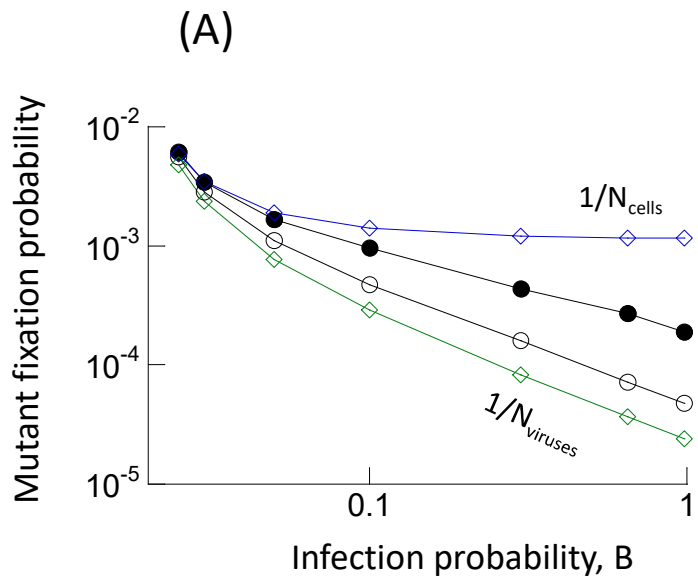 (A)
Mutant fixation probability
10^-2
10^-3
10^-4
10^-5
1/N_cells
1/N_viruses
0.1
1
Infection probability, B